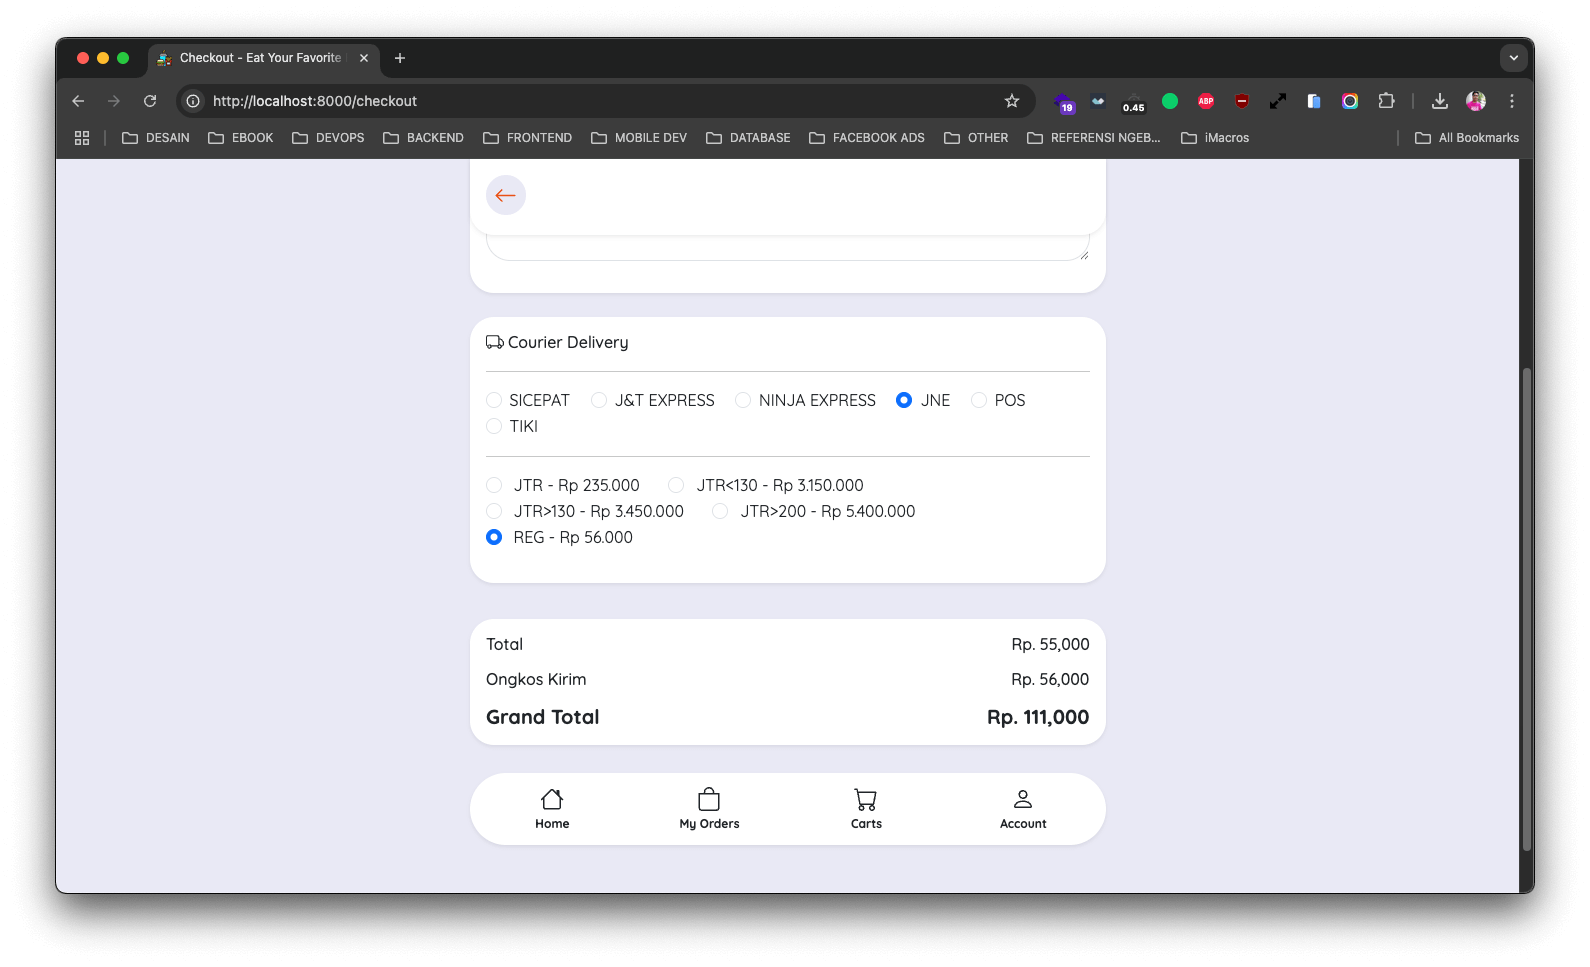 Checkout - Eat Your Favorite
http://localhost:8000/checkout
19
0.45
ABP
DESAIN EBOOK DEVOPS BACKEND FRONTEND MOBILE DEV DATABASE FACEBOOK ADS OTHER REFERENSI NGEB... iMacros All Bookmarks
Courier Delivery
SICEPAT J&T EXPRESS NINJA EXPRESS JNE POS
TIKI
JTR - Rp 235.000 JTR<130 - Rp 3.150.000
JTR>130 - Rp 3.450.000 JTR>200 - Rp 5.400.000
REG - Rp 56.000
Total Rp. 55,000
Ongkos Kirim Rp. 56,000
Grand Total Rp. 111,000
Home My Orders Carts Account